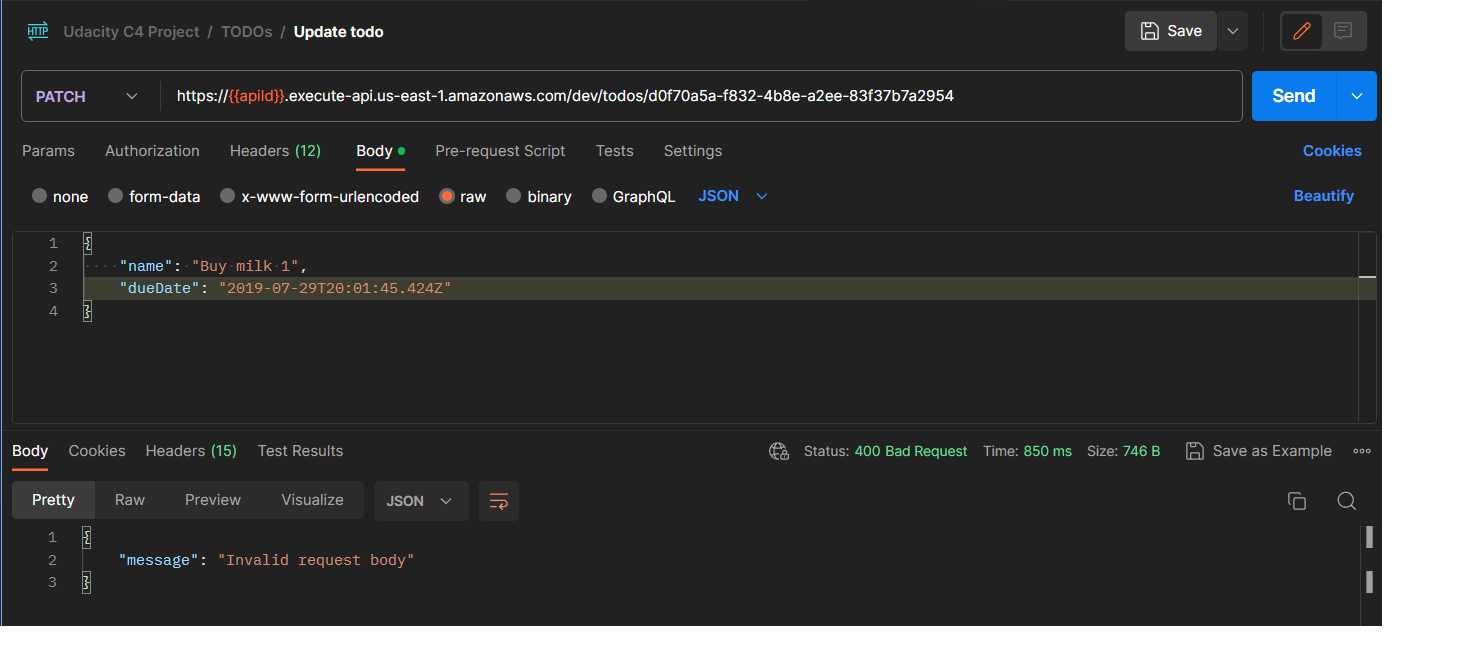 HTTP Udacity C4 Project / TODOs / Update todo Save
PATCH https://{{apiId}}.execute-api.us-east-1.amazonaws.com/dev/todos/d0f70a5a-f832-4b8e-a2ee-83f37b7a2954 Send
Params Authorization Headers (12) Body Pre-request Script Tests Settings Cookies
none form-data x-www-form-urlencoded raw binary GraphQL JSON Beautify
1 {
2 "name": "Buy milk 1",
3 "dueDate": "2019-07-29T20:01:45.424Z"
4 }
Body Cookies Headers (15) Test Results Status: 400 Bad Request Time: 850 ms Size: 746 B Save as Example
Pretty Raw Preview Visualize JSON
1 {
2 "message": "Invalid request body"
3 }